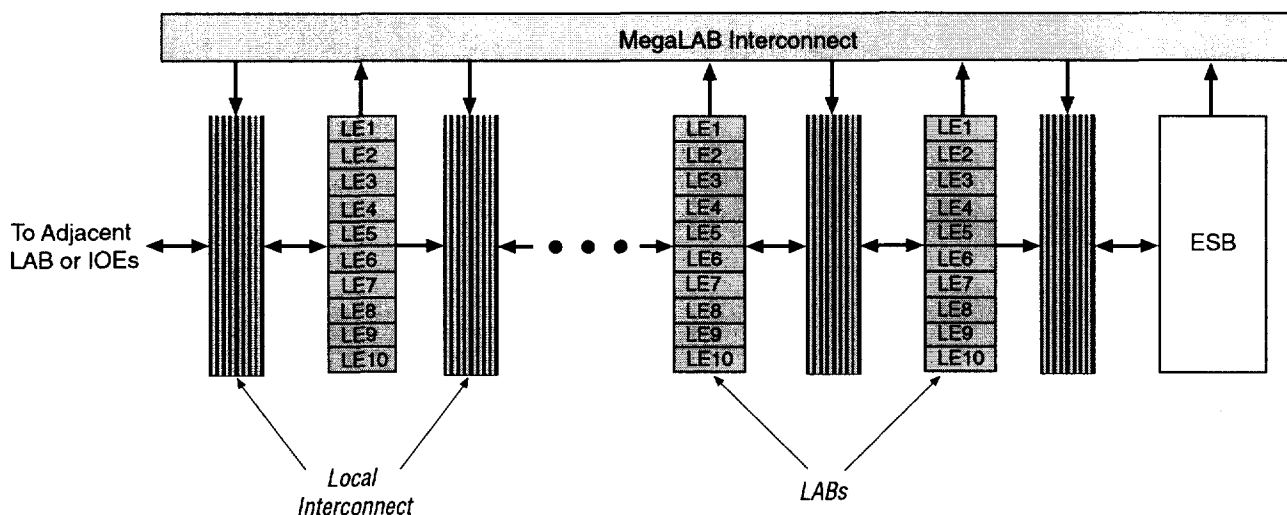 MegaLAB Interconnect
LE1
LE2
LE3
LE4
LE5
LE6
LE7
LE8
LE9
LE10
LE1
LE2
LE3
LE4
LE5
LE6
LE7
LE8
LE9
LE10
LE1
LE2
LE3
LE4
LE5
LE6
LE7
LE8
LE9
LE10
To Adjacent
LAB or IOEs
ESB
Local
Interconnect
LABs